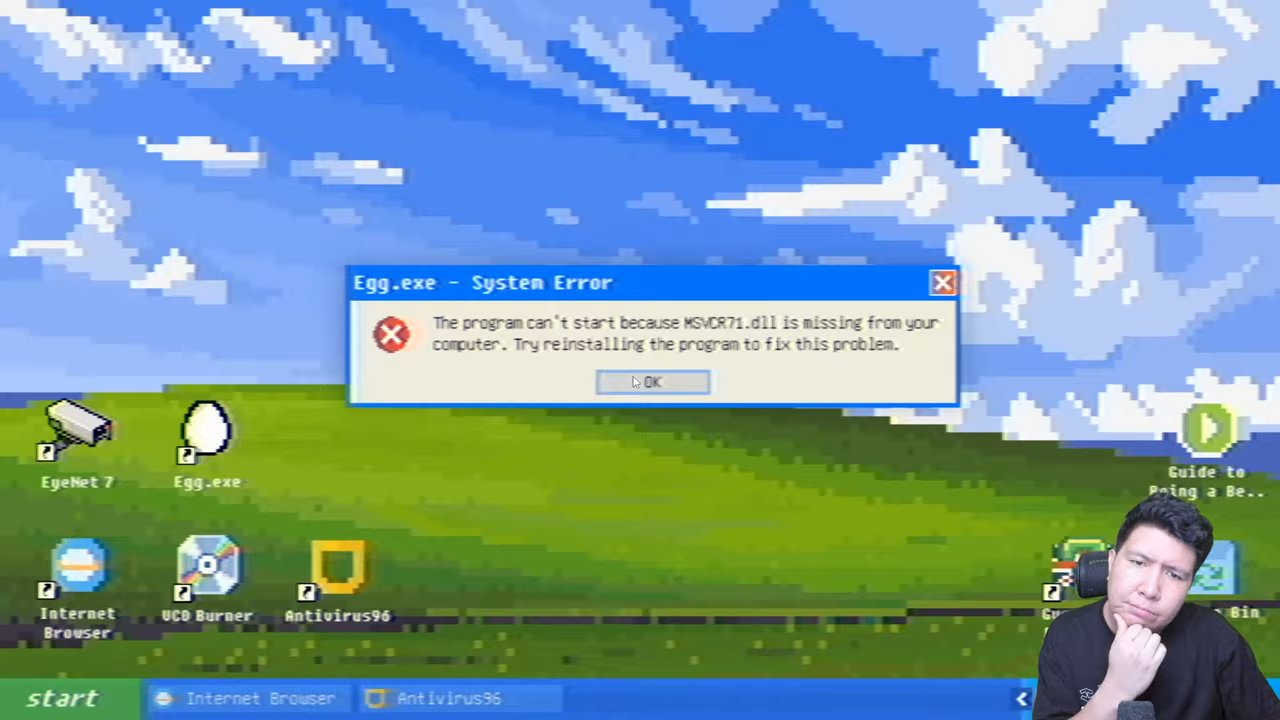 Egg.exe - System Error
The program can't start because MSVCR71.dll is missing from your
computer. Try reinstalling the program to fix this problem.
OK
EyeNet 7
Egg.exe
Guide to
Being a Be..
Internet
Browser
VCD Burner
Antivirus96
Bin
start
Internet Browser
Antivirus96